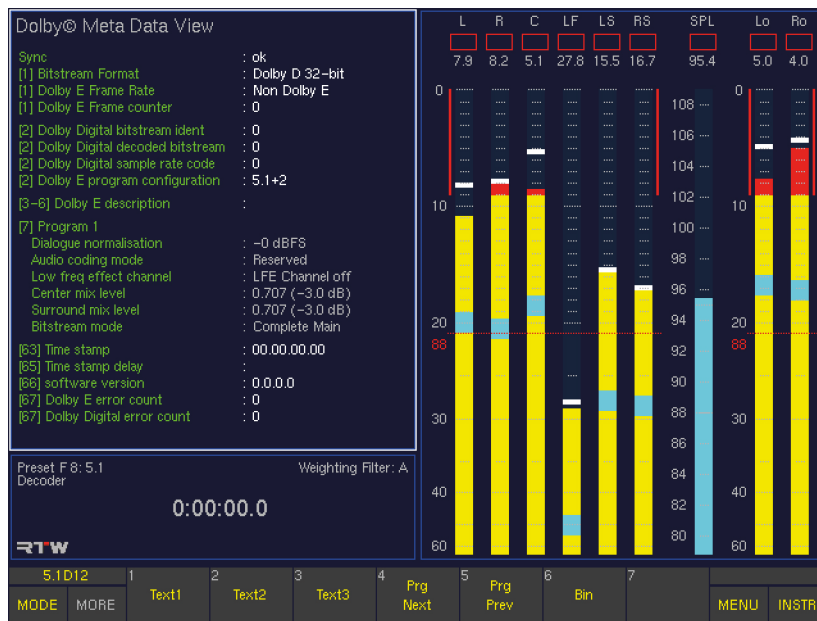 Dolby© Meta Data View
Sync : ok
[1] Bitstream Format : Dolby D 32-bit
[1] Dolby E Frame Rate : Non Dolby E
[1] Dolby E Frame counter : 0
[2] Dolby Digital bitstream ident : 0
[2] Dolby Digital decoded bitstream : 0
[2] Dolby Digital sample rate code : 0
[2] Dolby E program configuration : 5.1+2
[3-6] Dolby E description :
[7] Program 1
Dialogue normalisation : -0 dBFS
Audio coding mode : Reserved
Low freq effect channel : LFE Channel off
Center mix level : 0.707 (-3.0 dB)
Surround mix level : 0.707 (-3.0 dB)
Bitstream mode : Complete Main
[63] Time stamp : 00.00.00.00
[65] Time stamp delay :
[66] software version : 0.0.0.0
[67] Dolby E error count : 0
[67] Dolby Digital error count : 0
Preset F 8: 5.1 Weighting Filter: A
Decoder
0:00:00.0
RTW
L R C LF LS RS SPL Lo Ro
7.9 8.2 5.1 27.8 15.5 16.7 95.4 5.0 4.0
0
10
20
88
30
40
60
108
106
104
102
100
98
96
94
92
90
88
86
84
82
80
0
10
20
88
30
40
60
5.1D12 1 2 3 4 5 6 7
MODE MORE Text1 Text2 Text3 Prg Next Prg Prev Bin MENU INSTR